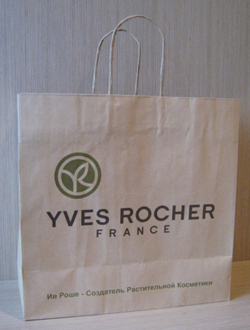 YVES ROCHER
FRANCE
Ив Роше - Создатель Растительной Косметики